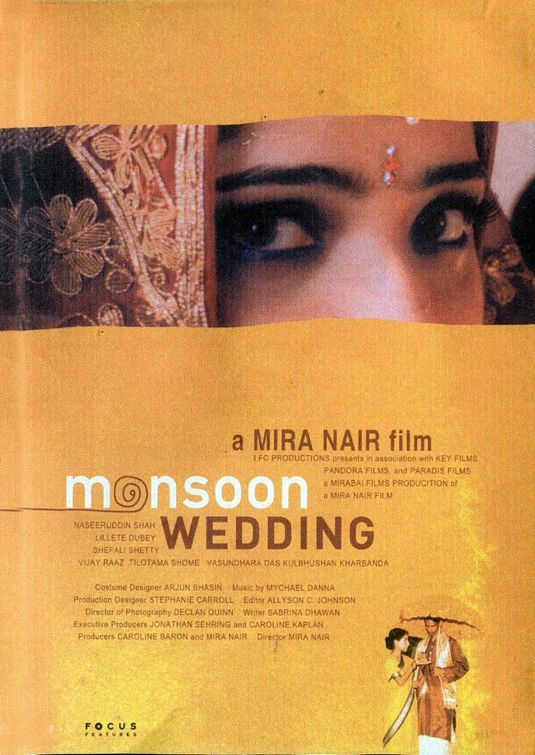 a MIRA NAIR film
I FC PRODUCTIONS presents in association with KEY FILMS
PANDORA FILMS, and PARADIS FILMS
a MIRABAI FILMS PRODUCITION of
a MIRA NAIR FILM
monsoon
WEDDING
NASEERUDDIN SHAH
LILLETE DUBEY
SHEFALI SHETTY
VIJAY RAAZ TILOTAMA SHOME VASUNDHARA DAS KULBHUSHAN KHARBANDA
Costume Designer ARJUN BHASIN Music by MYCHAEL DANNA
Production Designer STEPHANIE CARROLL Editor ALLYSON C. JOHNSON
Director of Photography DECLAN QUINN Writer SABRINA DHAWAN
Executive Producers JONATHAN SEHRING and CAROLINE KAPLAN
Producers CAROLINE BARON and MIRA NAIR Director MIRA NAIR
FOCUS
FEATURES